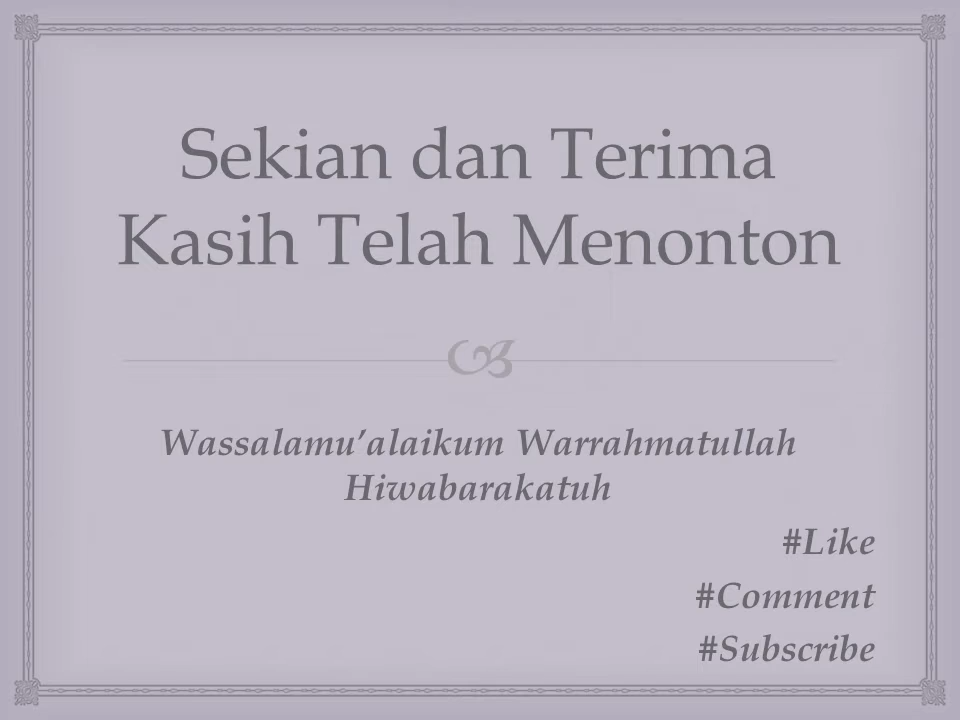 Sekian dan Terima
Kasih Telah Menonton
Wassalamu’alaikum Warrahmatullah
Hiwabarakatuh
#Like
#Comment
#Subscribe